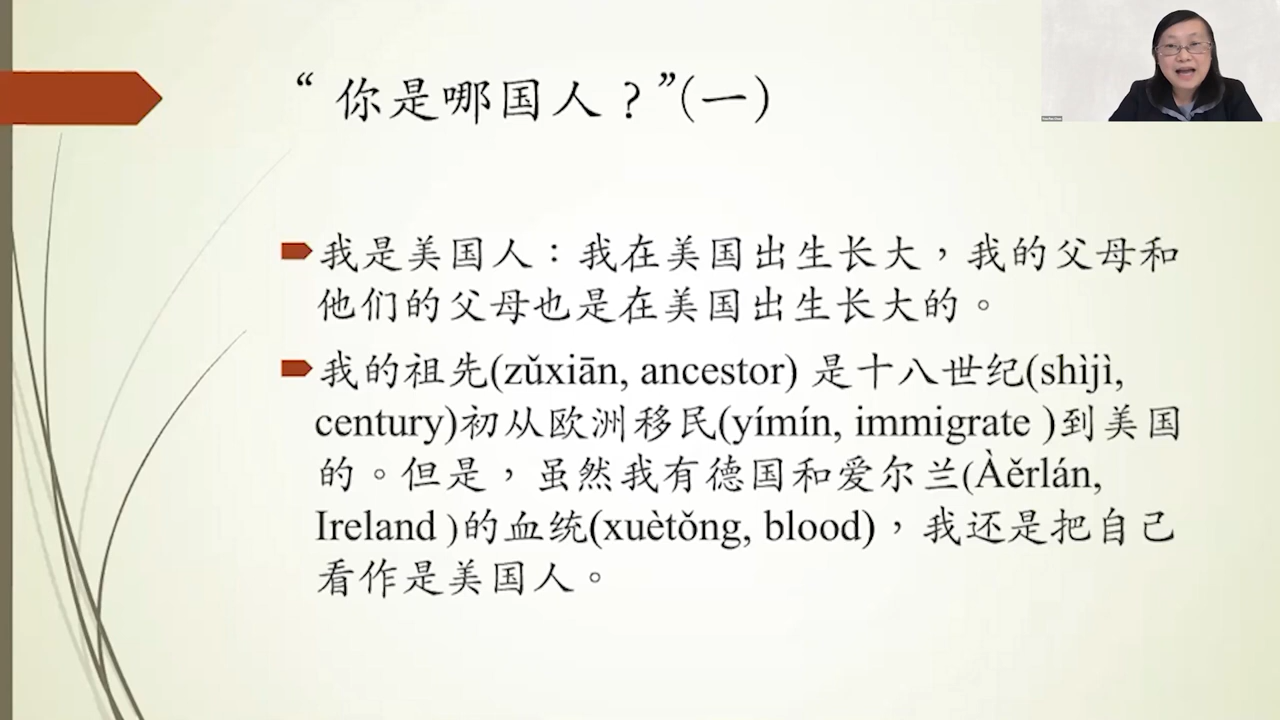 “ 你是哪国人？”(一)
我是美国人：我在美国出生长大，我的父母和
他们的父母也是在美国出生长大的。
我的祖先(zǔxiān, ancestor) 是十八世纪(shìjì,
century)初从欧洲移民(yímín, immigrate )到美国
的。但是，虽然我有德国和爱尔兰(Àěrlán,
Ireland )的血统(xuètǒng, blood)，我还是把自己
看作是美国人。